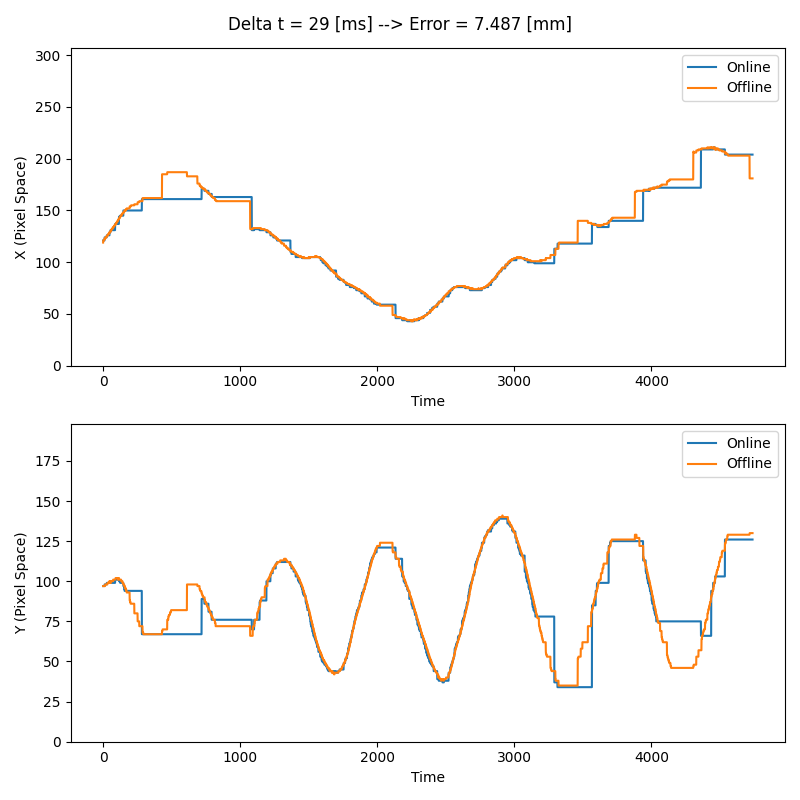 Delta t = 29 [ms] --> Error = 7.487 [mm]
300
250
200
150
100
50
0
X (Pixel Space)
Online
Offline
0
1000
2000
3000
4000
Time
175
150
125
100
75
50
25
0
Y (Pixel Space)
Online
Offline
0
1000
2000
3000
4000
Time